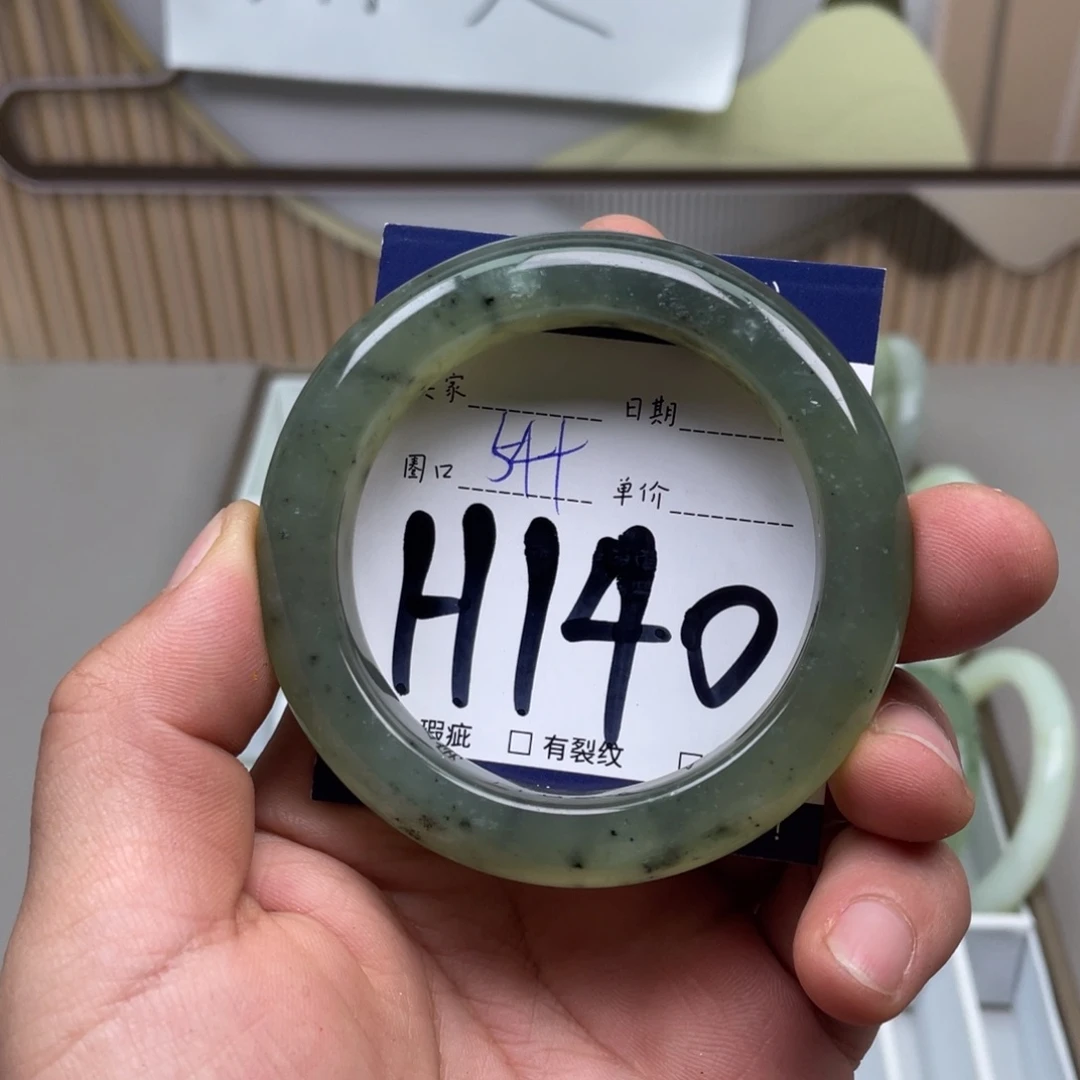 家 日期
圈口 54 单价
H140
瑕疵 □ 有裂纹